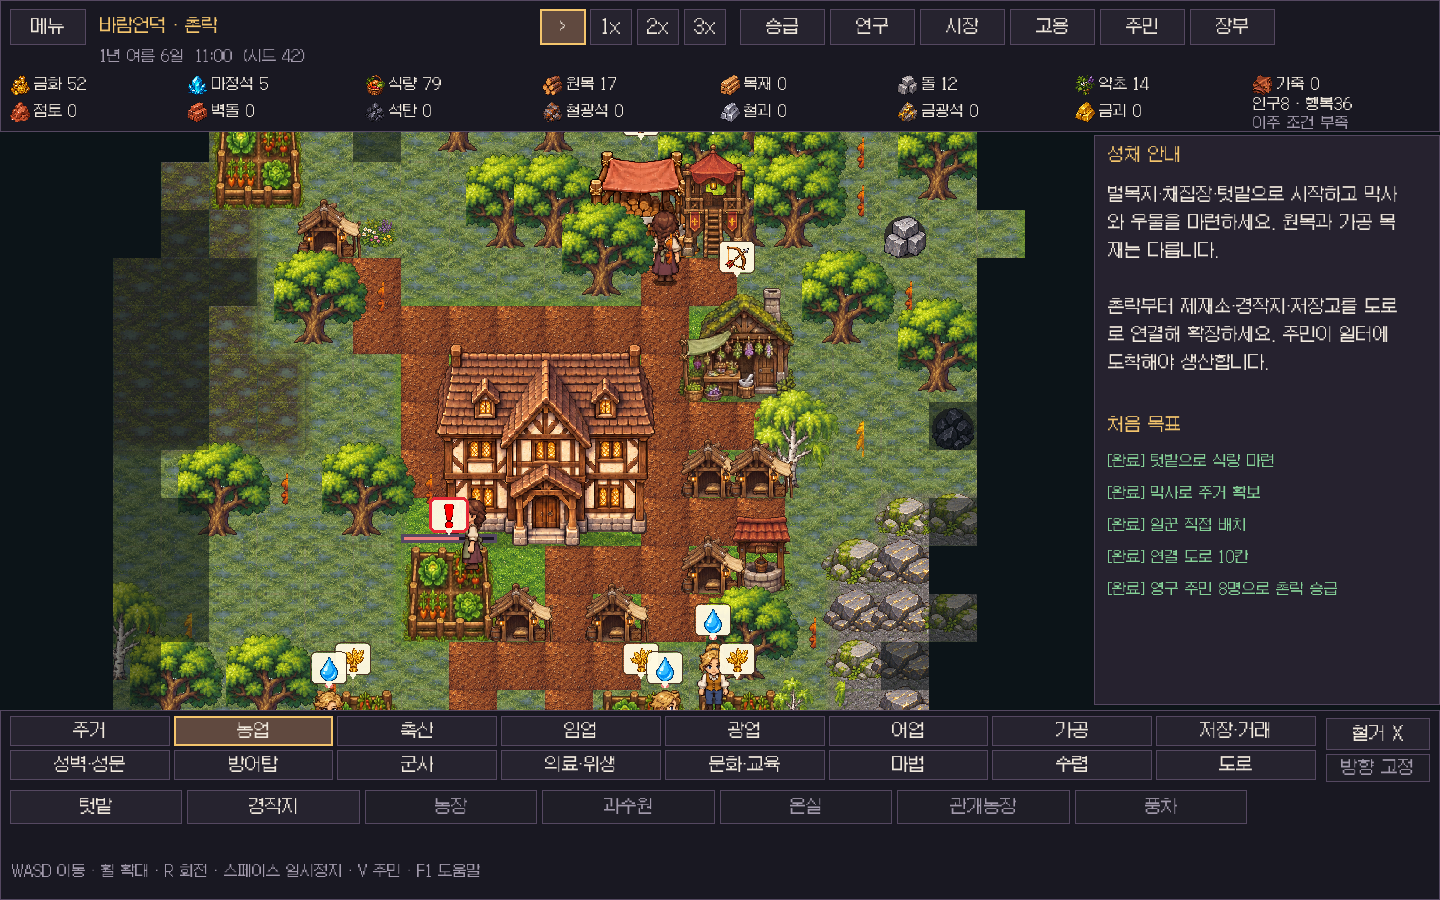 메뉴
바람언덕 · 촌락
1년 여름 6일 11:00 (시드 42)
> 1x 2x 3x 승급 연구 시장 고용 주민 장부
금화 52 마정석 5 식량 79 원목 17 목재 0 돌 12 약초 14 가죽 0
점토 0 벽돌 0 석탄 0 철광석 0 철괴 0 금광석 0 금괴 0
인구8 · 행복36
이주 조건 부족
성채 안내
벌목지·채집장·텃밭으로 시작하고 막사
와 우물을 마련하세요. 원목과 가공 목
재는 다릅니다.
촌락부터 제재소·경작지·저장고를 도로
로 연결해 확장하세요. 주민이 일터에
도착해야 생산합니다.
처음 목표
[완료] 텃밭으로 식량 마련
[완료] 막사로 주거 확보
[완료] 일꾼 직접 배치
[완료] 연결 도로 10칸
[완료] 영구 주민 8명으로 촌락 승급
주거 농업 축산 임업 광업 어업 가공 저장·거래 철거 X
성벽·성문 방어탑 군사 의료·위생 문화·교육 마법 수렵 도로 방향 고정
텃밭 경작지 농장 과수원 온실 관개농장 풍차
WASD 이동 · 휠 확대 · R 회전 · 스페이스 일시정지 · V 주민 · F1 도움말